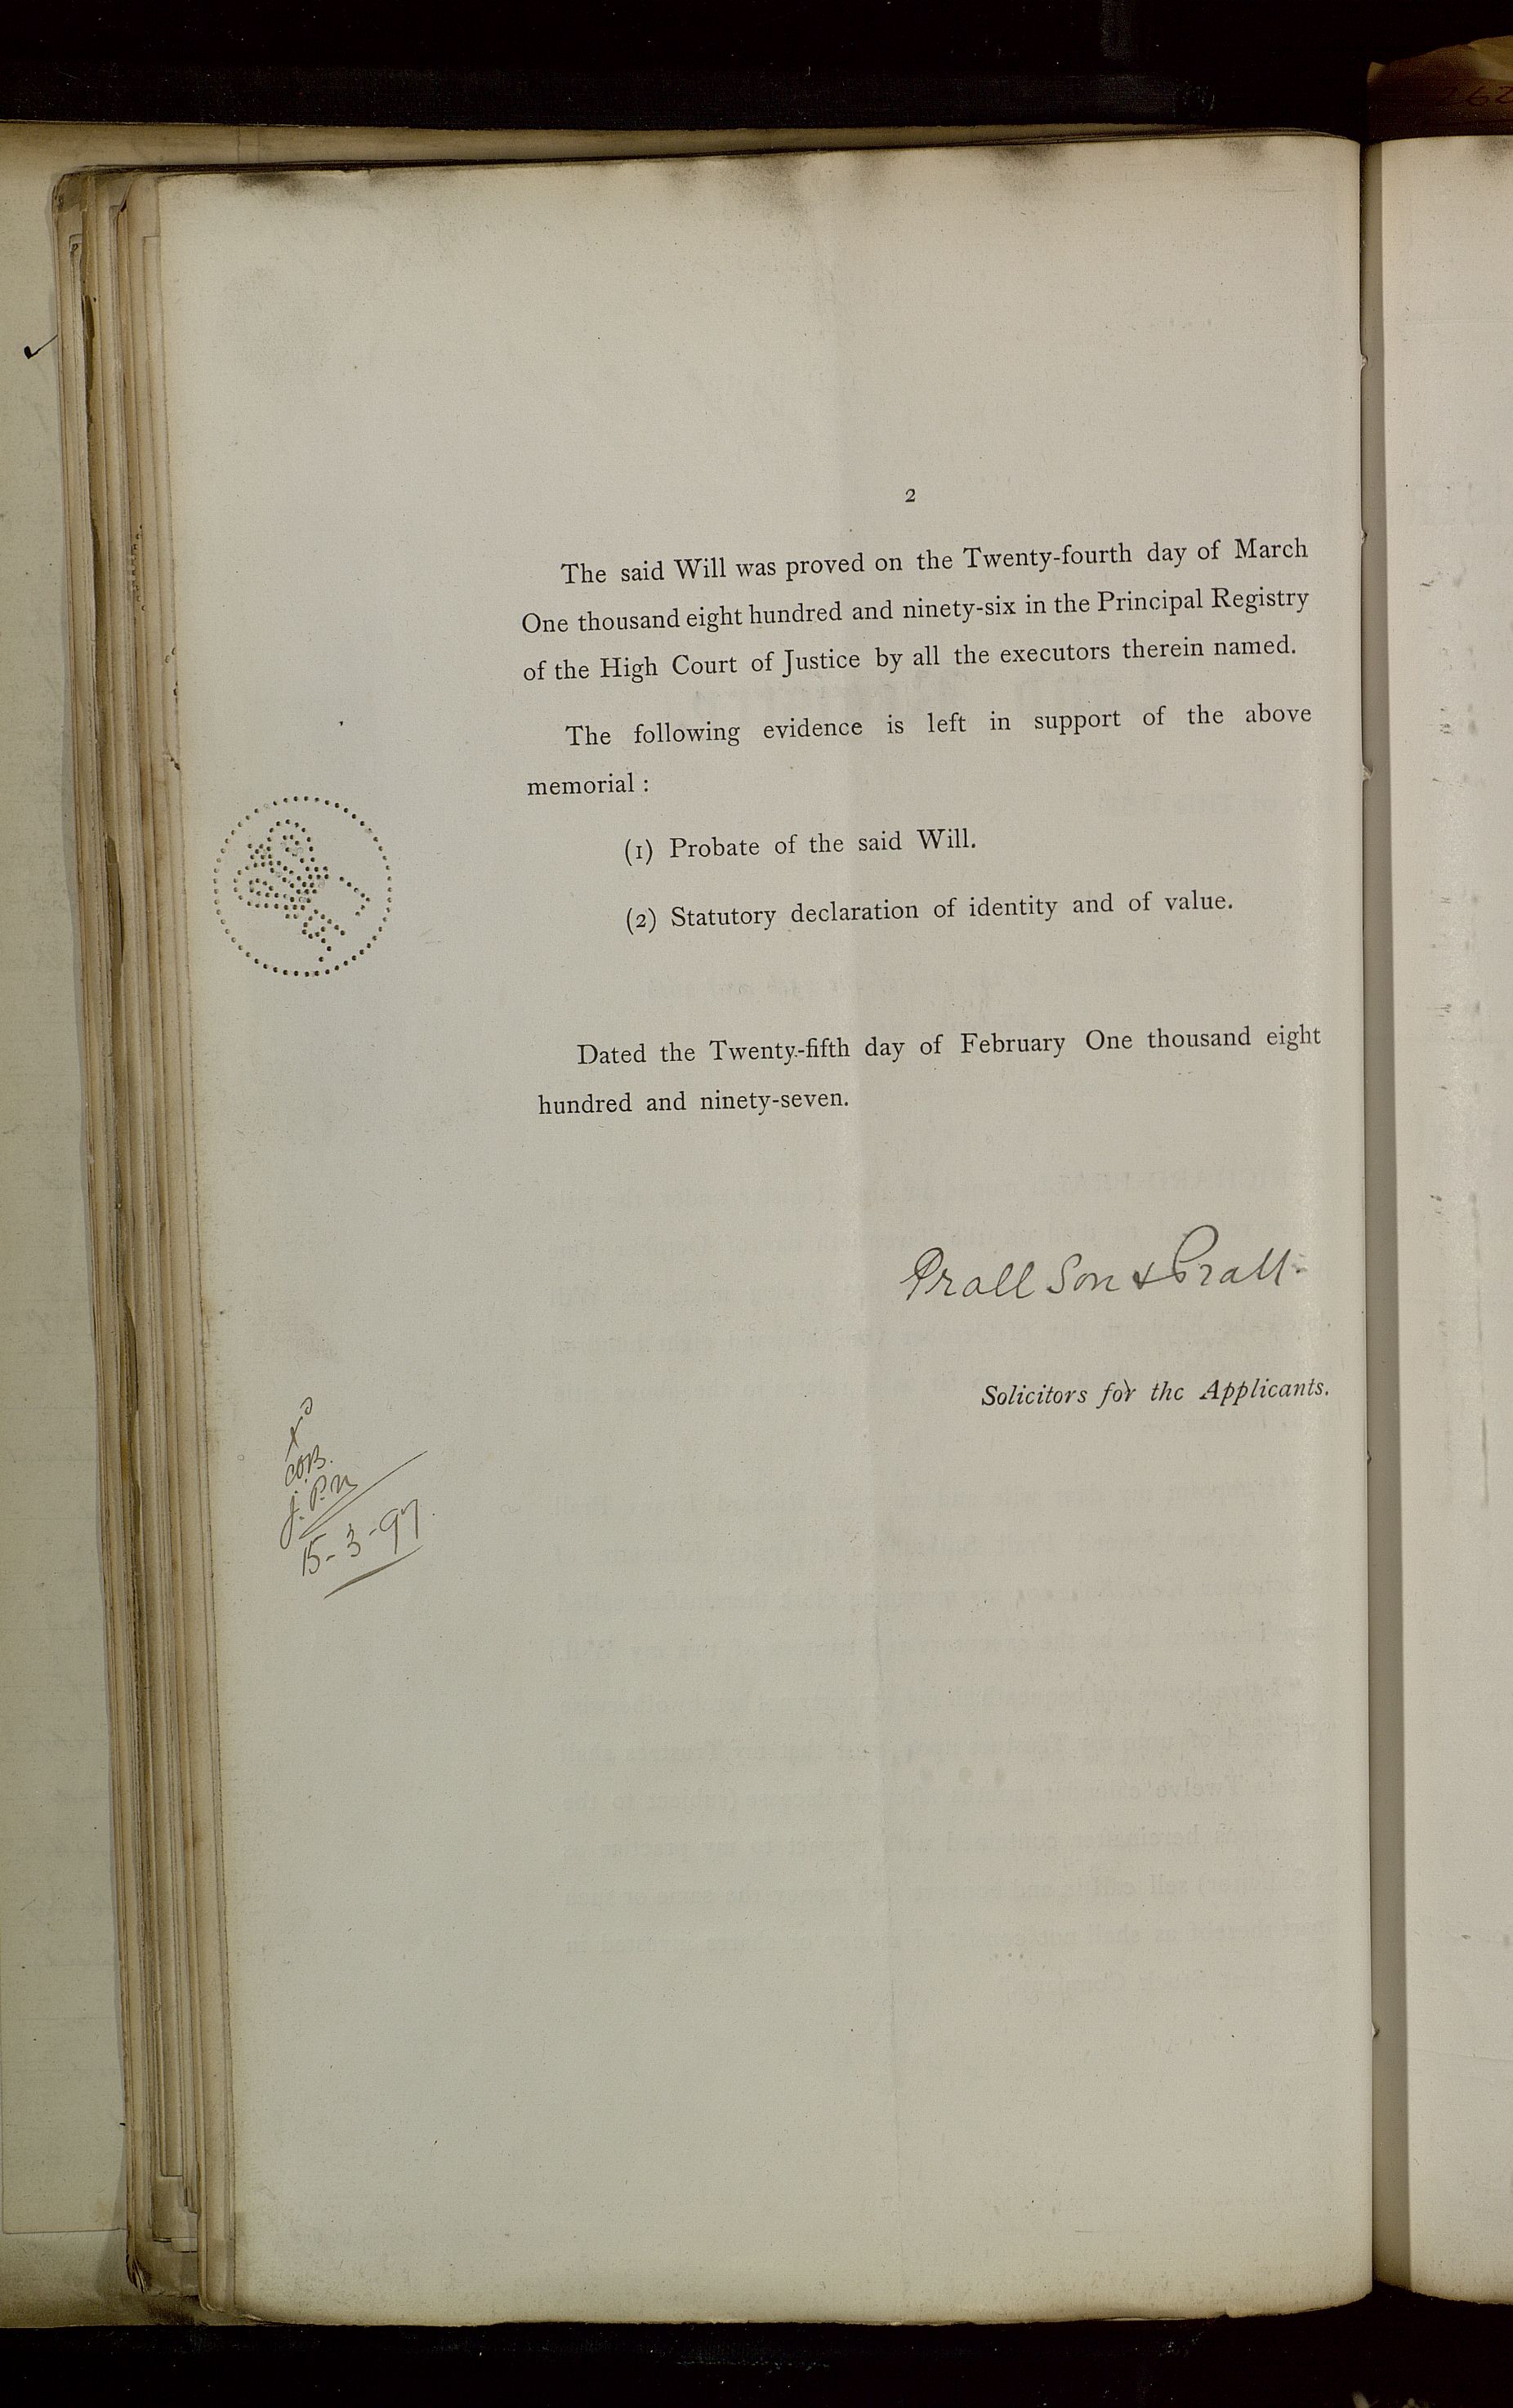 2
The said Will was proved on the Twenty-fourth day of March
One thousand eight hundred and ninety-six in the Principal Registry
of the High Court of Justice by all the executors therein named.
The following evidence is left in support of the above
memorial :
(1) Probate of the said Will.
(2) Statutory declaration of identity and of value.
Dated the Twenty-fifth day of February One thousand eight
hundred and ninety-seven.
Prall Son & Prall
Solicitors for the Applicants.
15-3-97